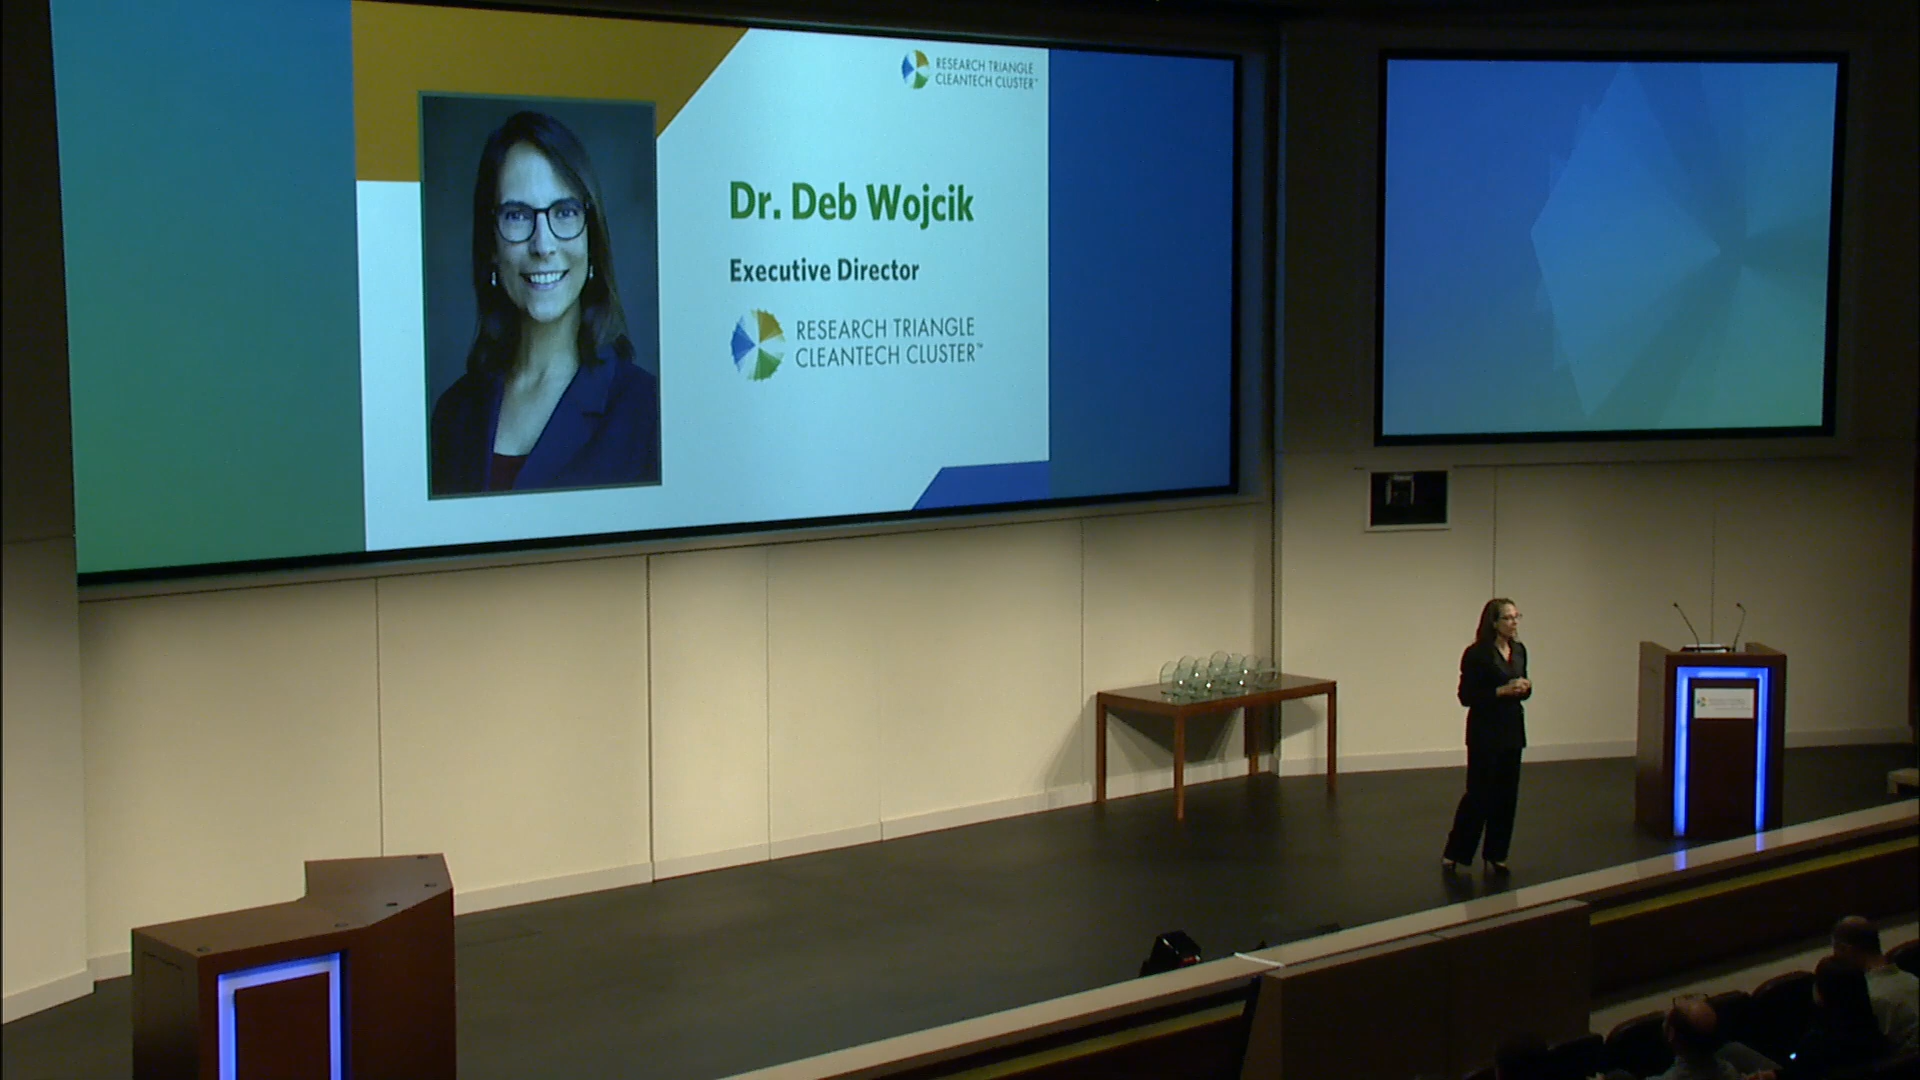 RESEARCH TRIANGLE
CLEANTECH CLUSTER™
Dr. Deb Wojcik
Executive Director
RESEARCH TRIANGLE
CLEANTECH CLUSTER™